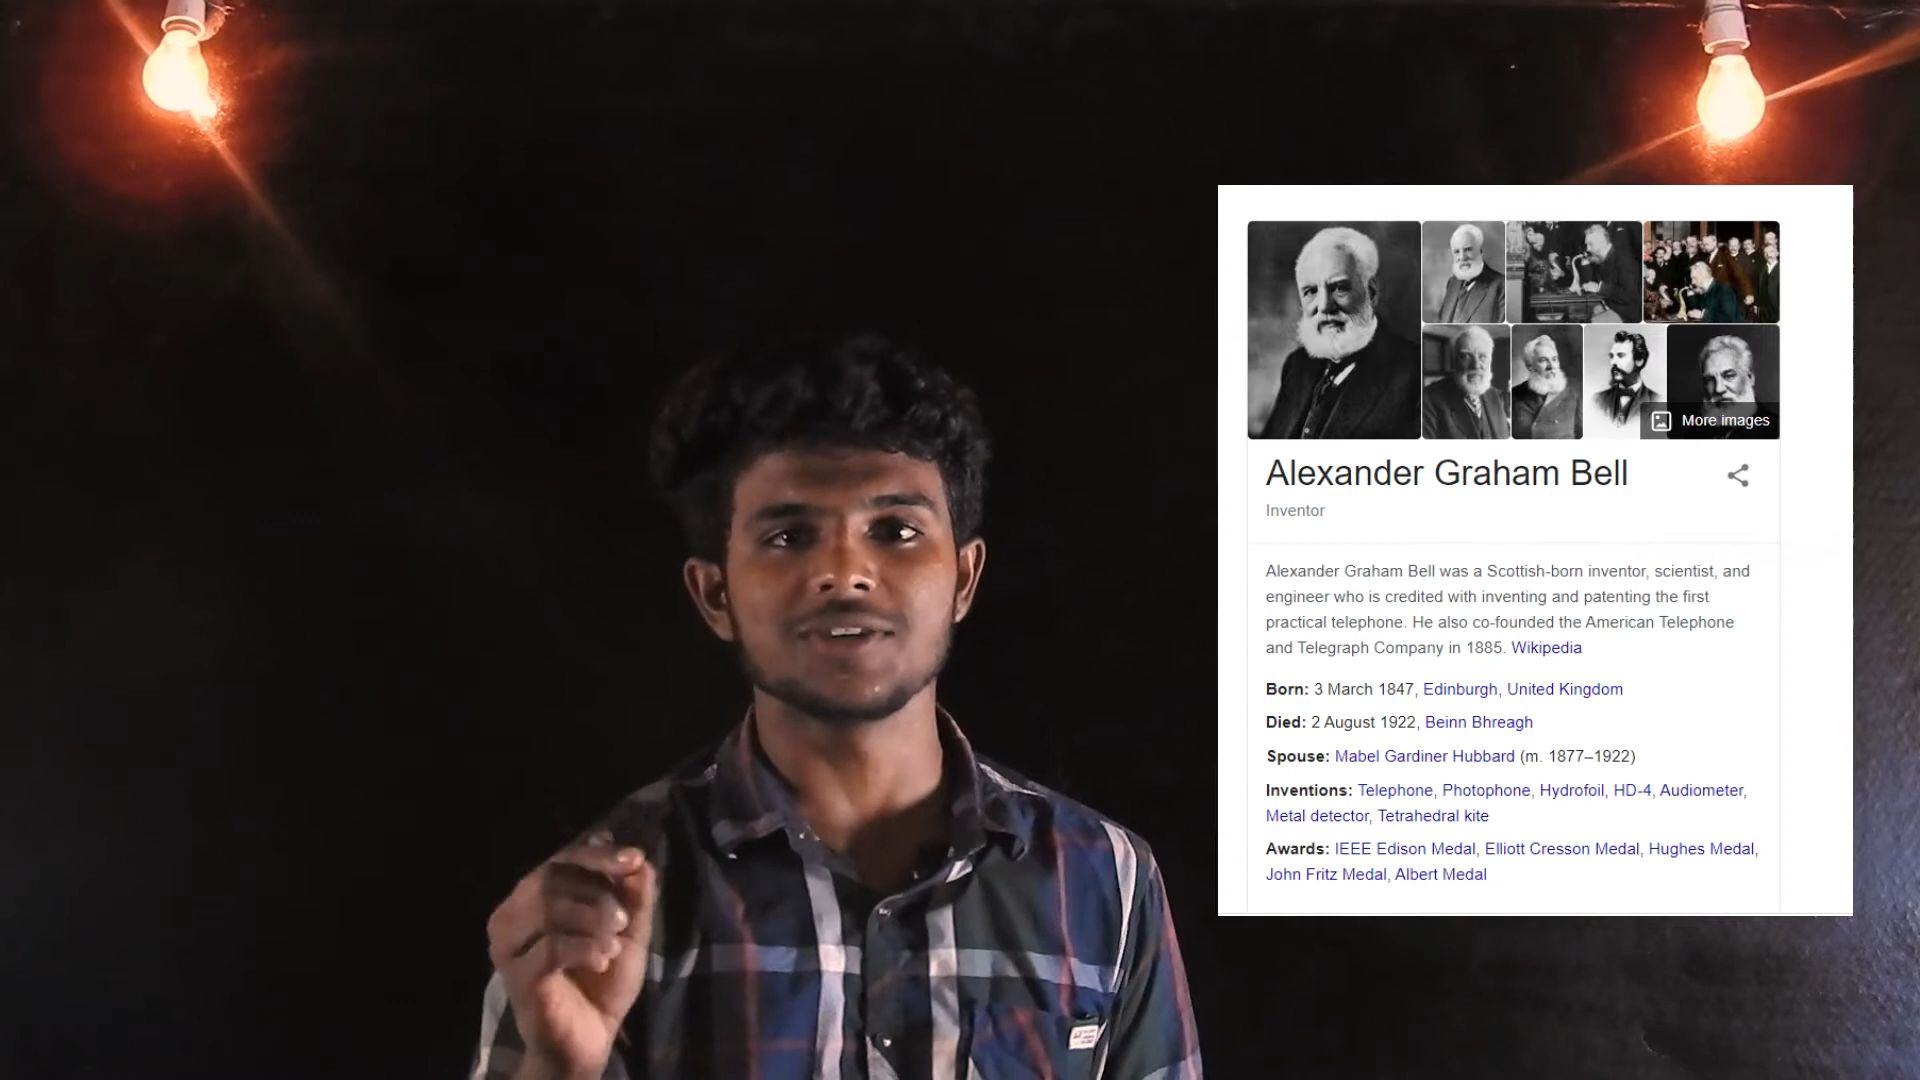 More images
Alexander Graham Bell
Inventor
Alexander Graham Bell was a Scottish-born inventor, scientist, and
engineer who is credited with inventing and patenting the first
practical telephone. He also co-founded the American Telephone
and Telegraph Company in 1885. Wikipedia
Born: 3 March 1847, Edinburgh, United Kingdom
Died: 2 August 1922, Beinn Bhreagh
Spouse: Mabel Gardiner Hubbard (m. 1877–1922)
Inventions: Telephone, Photophone, Hydrofoil, HD-4, Audiometer,
Metal detector, Tetrahedral kite
Awards: IEEE Edison Medal, Elliott Cresson Medal, Hughes Medal,
John Fritz Medal, Albert Medal